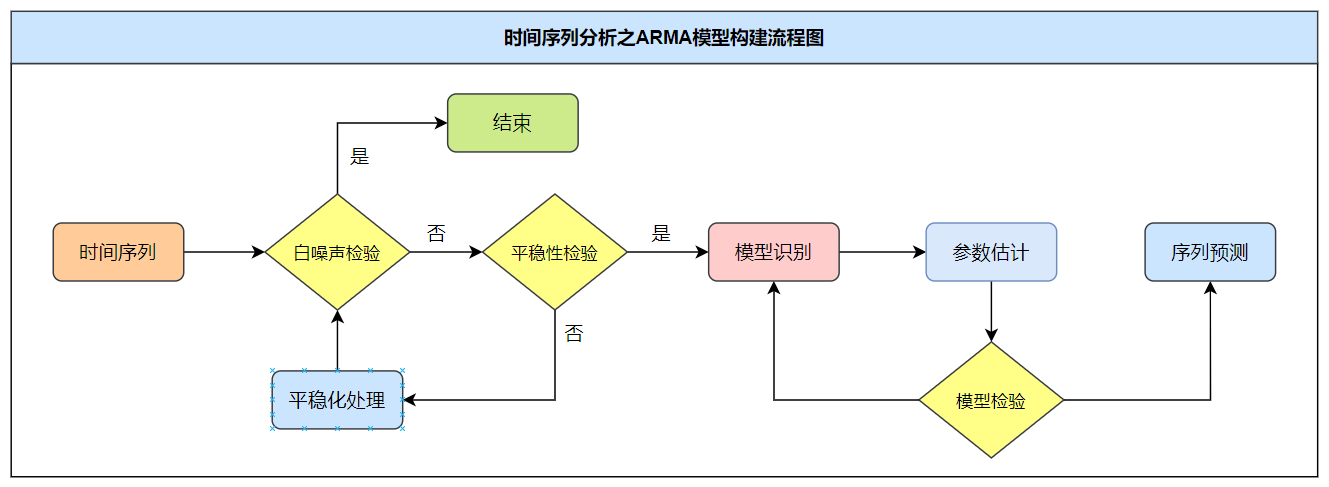 时间序列分析之ARMA模型构建流程图
结束
是
时间序列
白噪声检验
否
平稳性检验
是
模型识别
参数估计
序列预测
否
平稳化处理
模型检验